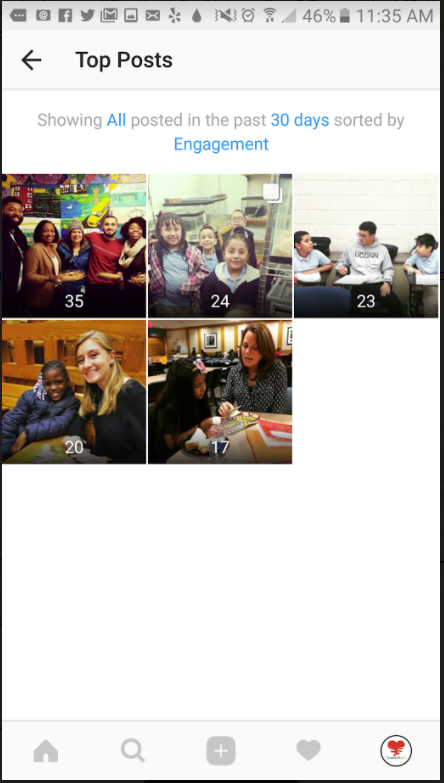 46% 11:35 AM
Top Posts
Showing All posted in the past 30 days sorted by
Engagement
35
24
UCONN
23
20
17